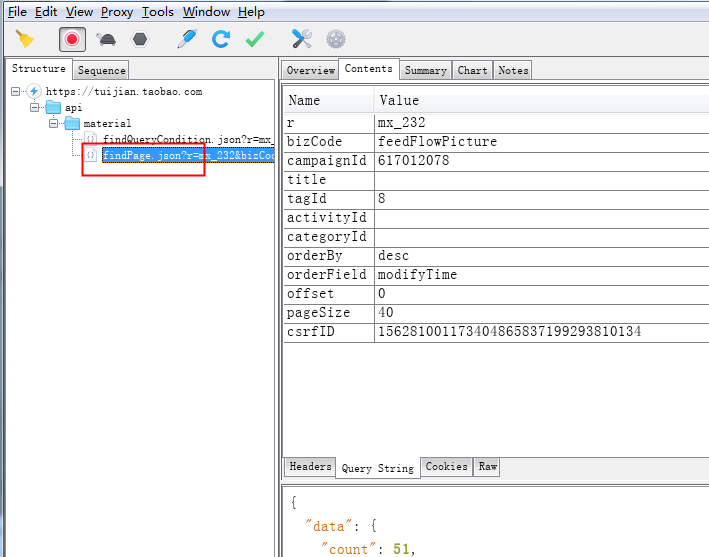 File Edit View Proxy Tools Window Help
Structure Sequence
https://tuijian.taobao.com
api
material
findQueryCondition.json?r=mx_
findPage.json?r=mx_232&bizCod
Overview Contents Summary Chart Notes
Name Value
r mx_232
bizCode feedFlowPicture
campaignId 617012078
title
tagId 8
activityId
categoryId
orderBy desc
orderField modifyTime
offset 0
pageSize 40
csrfID 15628100117340486583719929381​0134
Headers Query String Cookies Raw
{
"data": {
"count": 51,